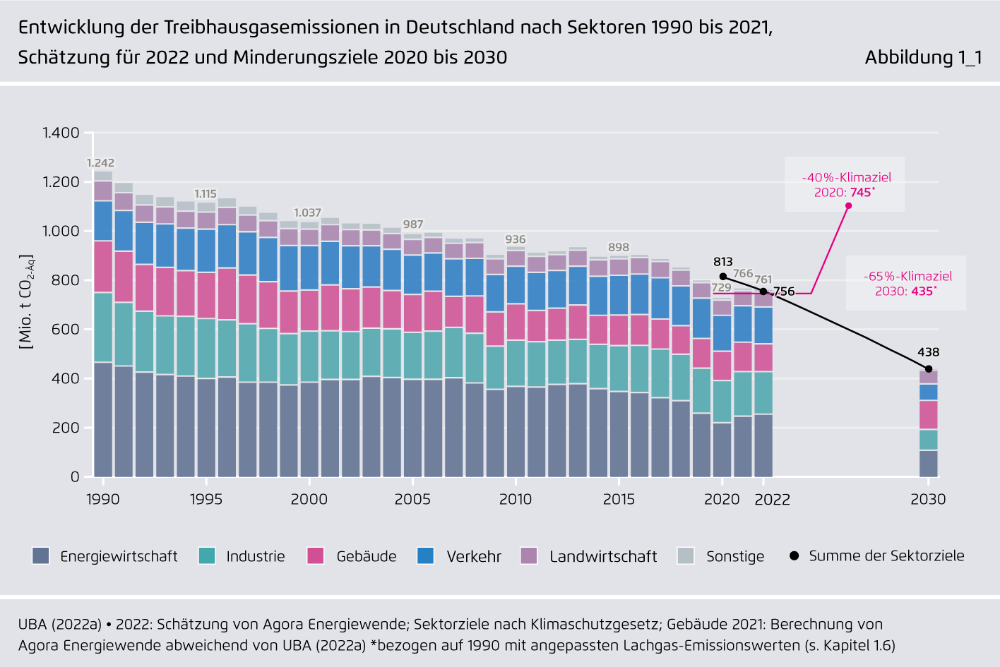 Entwicklung der Treibhausgasemissionen in Deutschland nach Sektoren 1990 bis 2021,
Schätzung für 2022 und Minderungsziele 2020 bis 2030
Abbildung 1_1
[Mio. t CO2-Äq]
1.400
1.200
1.000
800
600
400
200
0
1.242
1.115
1.037
987
936
898
813
729
766
761
756
438
-40%-Klimaziel
2020: 745*
-65%-Klimaziel
2030: 435*
1990
1995
2000
2005
2010
2015
2020
2022
2030
Energiewirtschaft
Industrie
Gebäude
Verkehr
Landwirtschaft
Sonstige
Summe der Sektorziele
UBA (2022a) • 2022: Schätzung von Agora Energiewende; Sektorziele nach Klimaschutzgesetz; Gebäude 2021: Berechnung von
Agora Energiewende abweichend von UBA (2022a) *bezogen auf 1990 mit angepassten Lachgas-Emissionswerten (s. Kapitel 1.6)